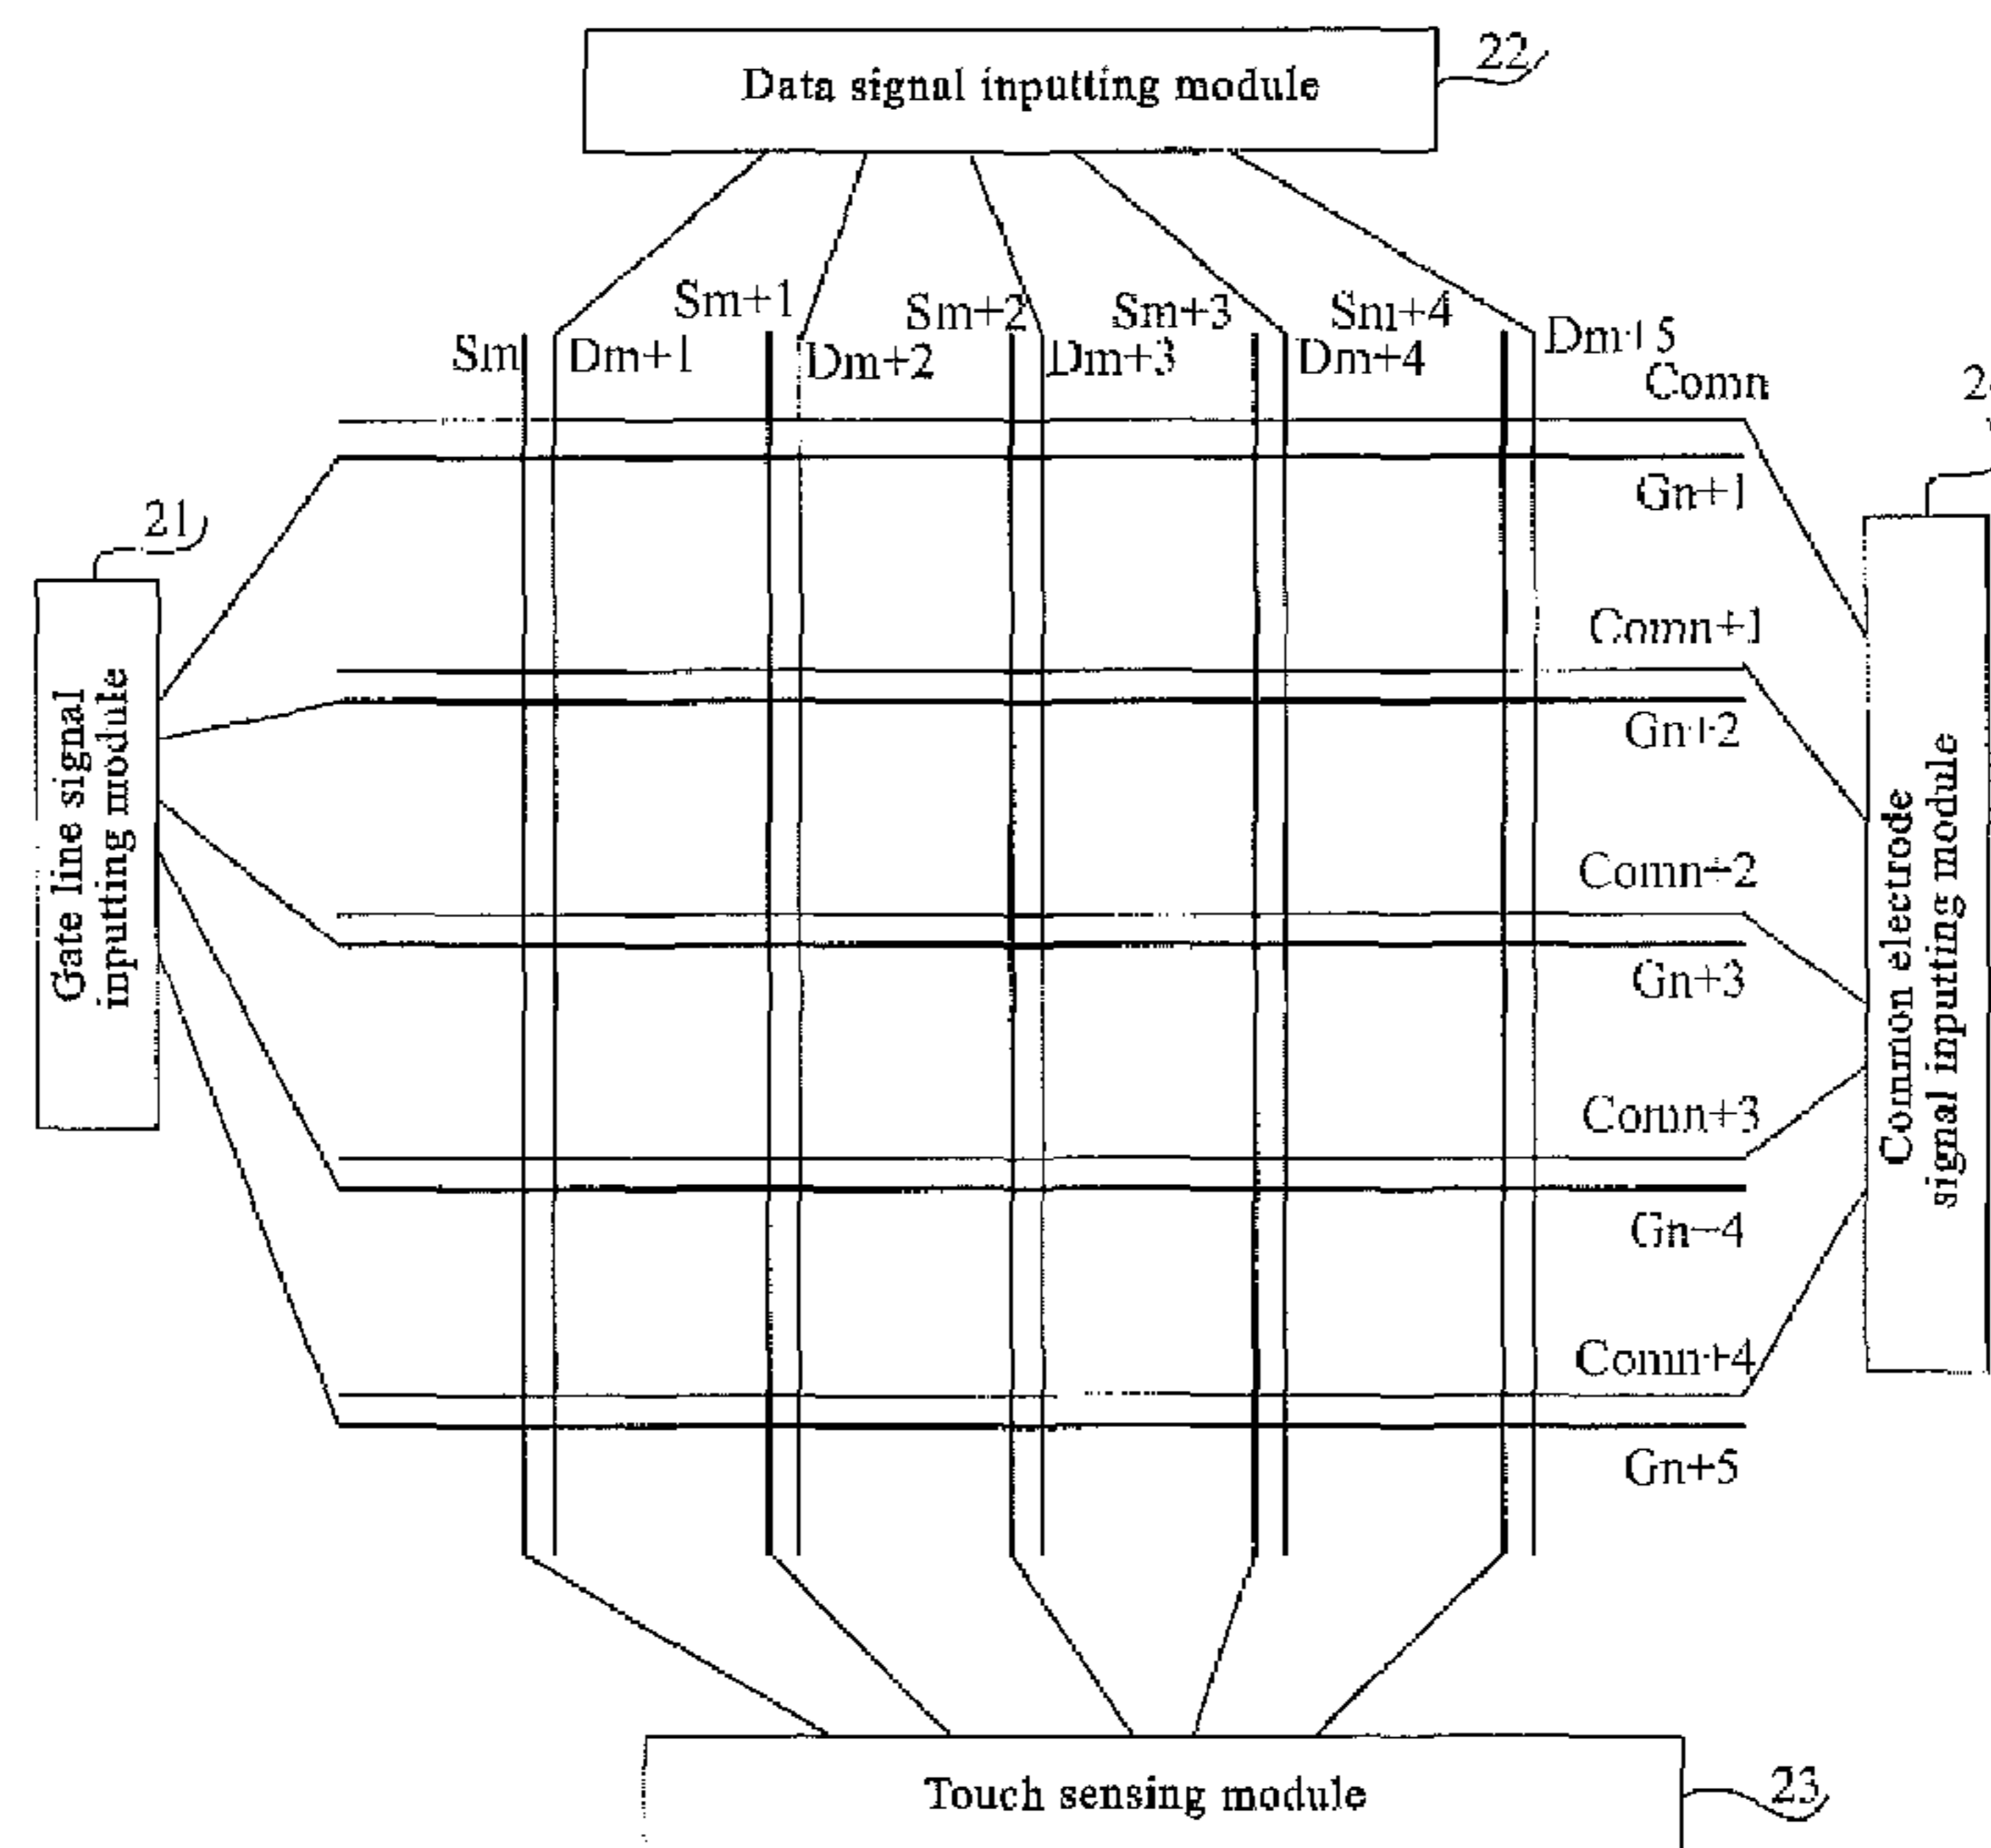 Data signal inputting module
22
Sm+1
Sm+2
Sm+3
Sm+4
Sm
Dm+1
Dm+2
Dm+3
Dm+4
Dm+5
Comn
Gn+1
21
Gate line signal
inputing module
Comn+1
Gn+2
Comn+2
Gn+3
Comn+3
Gn+4
Comn+4
Gn+5
Common electrode
signal inputing module
Touch sensing module
23